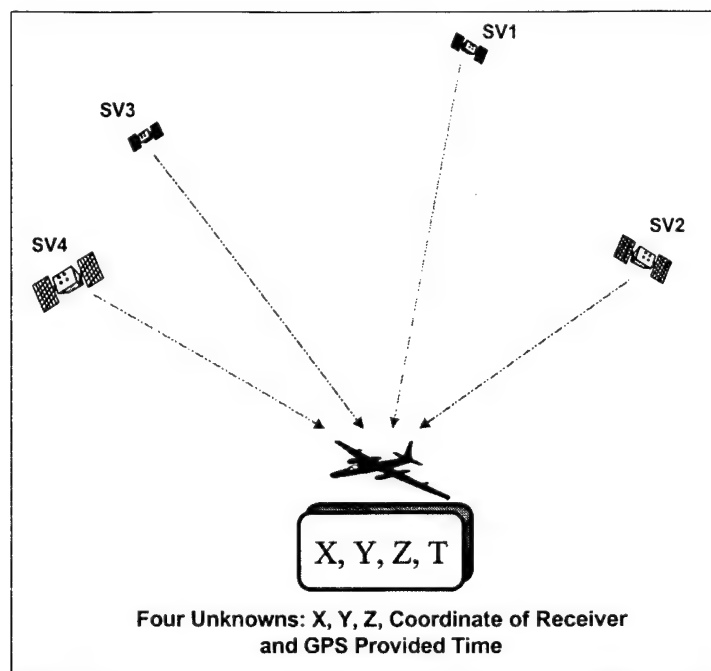 SV1
SV3
SV2
SV4
X, Y, Z, T
Four Unknowns: X, Y, Z, Coordinate of Receiver
and GPS Provided Time